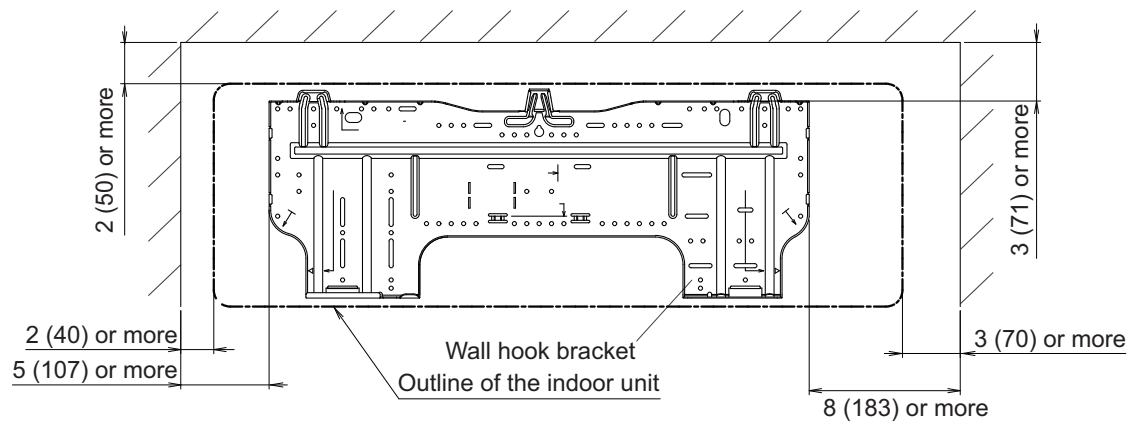 2 (50) or more
3 (71) or more
2 (40) or more
5 (107) or more
Wall hook bracket
Outline of the indoor unit
3 (70) or more
8 (183) or more